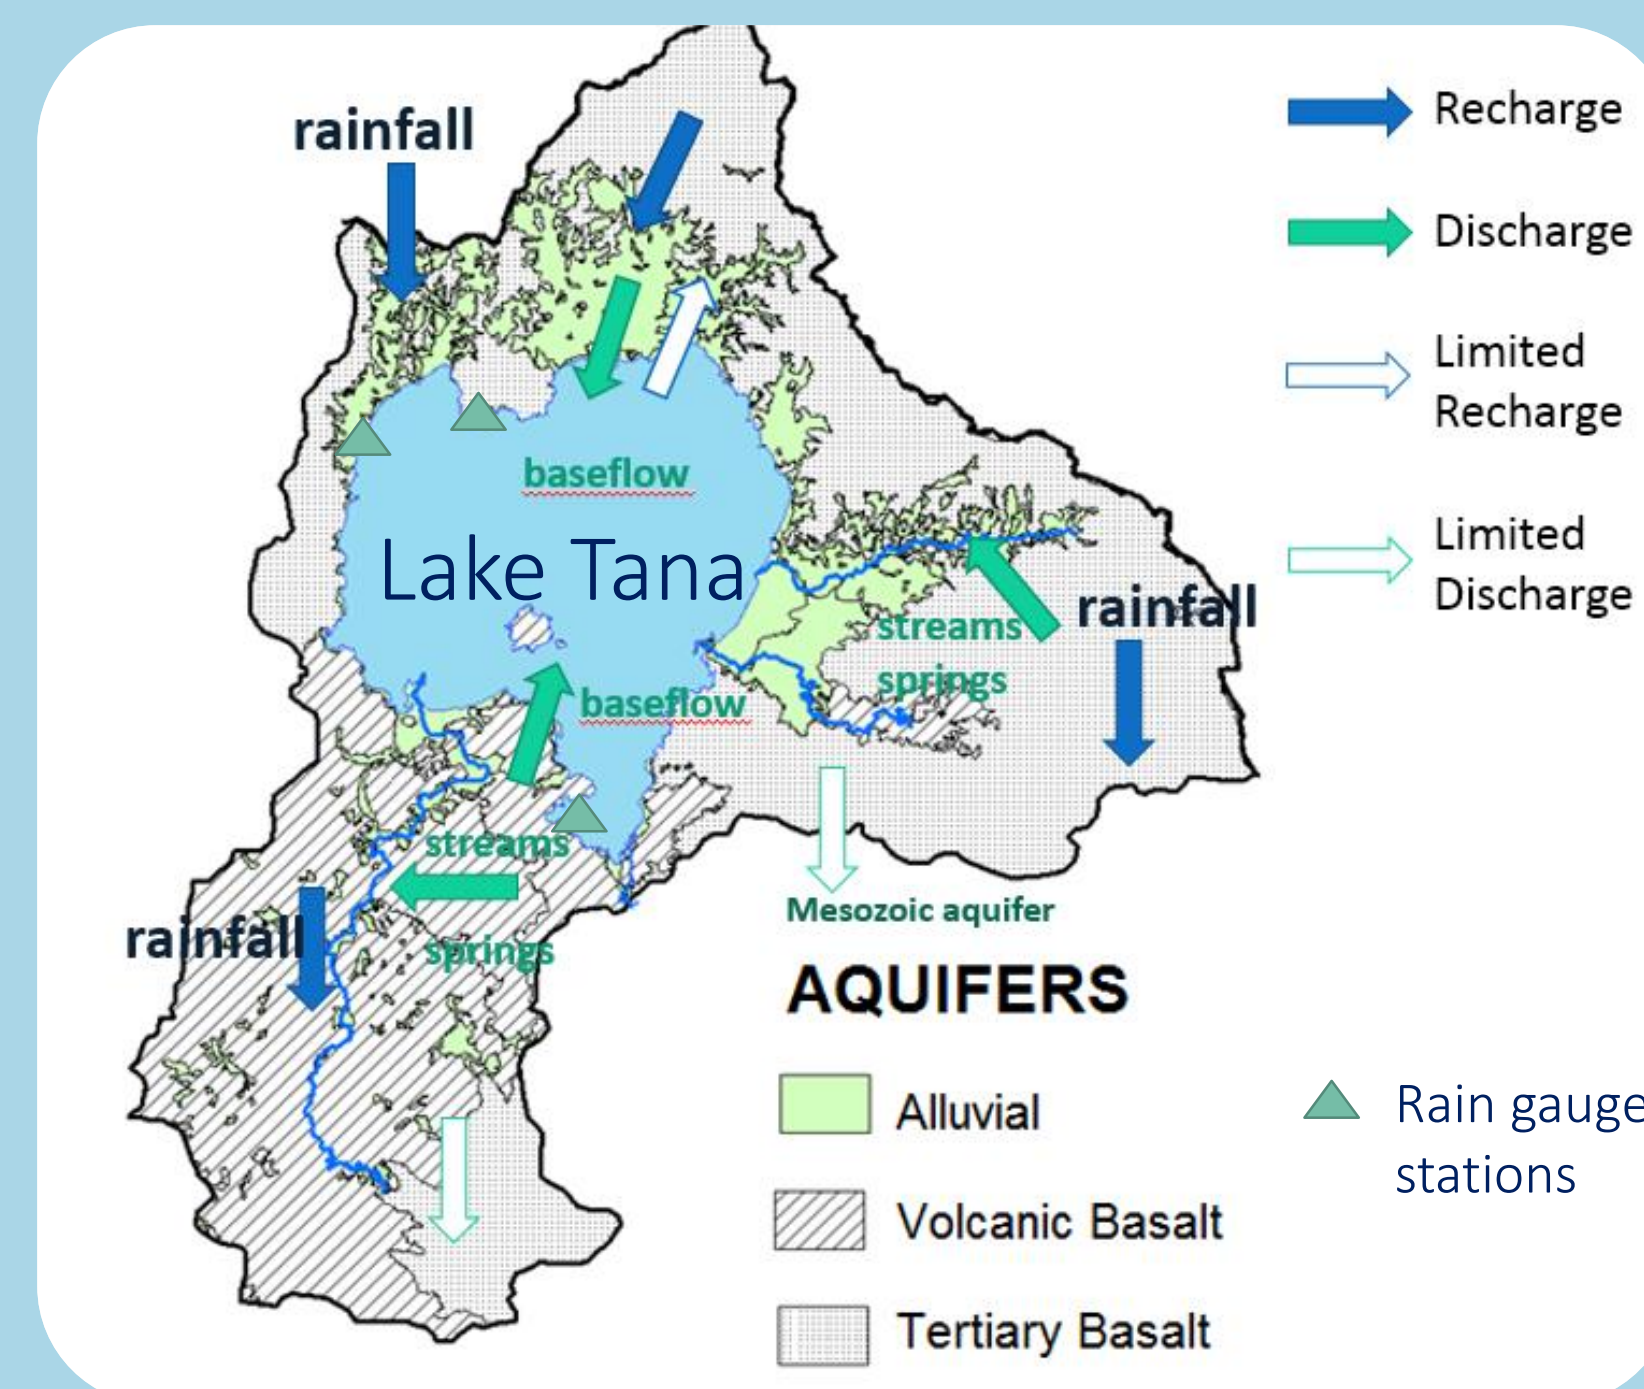 rainfall
Recharge
Discharge
Limited
Recharge
baseflow
Lake Tana
Limited
Discharge
rainfall
streams
springs
baseflow
streams
rainfall
springs
Mesozoic aquifer
AQUIFERS
Alluvial
Rain gauge
stations
Volcanic Basalt
Tertiary Basalt